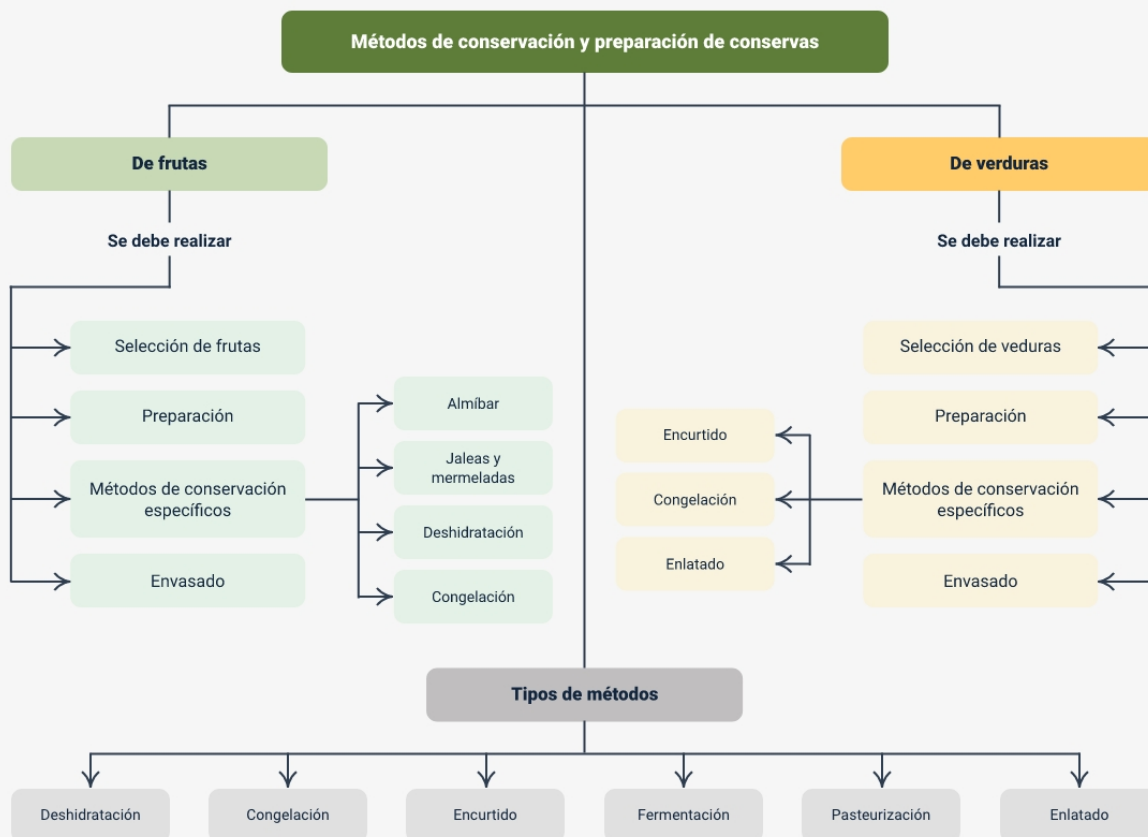 Métodos de conservación y preparación de conservas
De frutas
De verduras
Se debe realizar
Se debe realizar
Selección de frutas
Preparación
Métodos de conservación
específicos
Envasado
Almíbar
Jaleas y
mermeladas
Deshidratación
Congelación
Encurtido
Congelación
Enlatado
Selección de veduras
Preparación
Métodos de conservación
específicos
Envasado
Tipos de métodos
Deshidratación
Congelación
Encurtido
Fermentación
Pasteurización
Enlatado